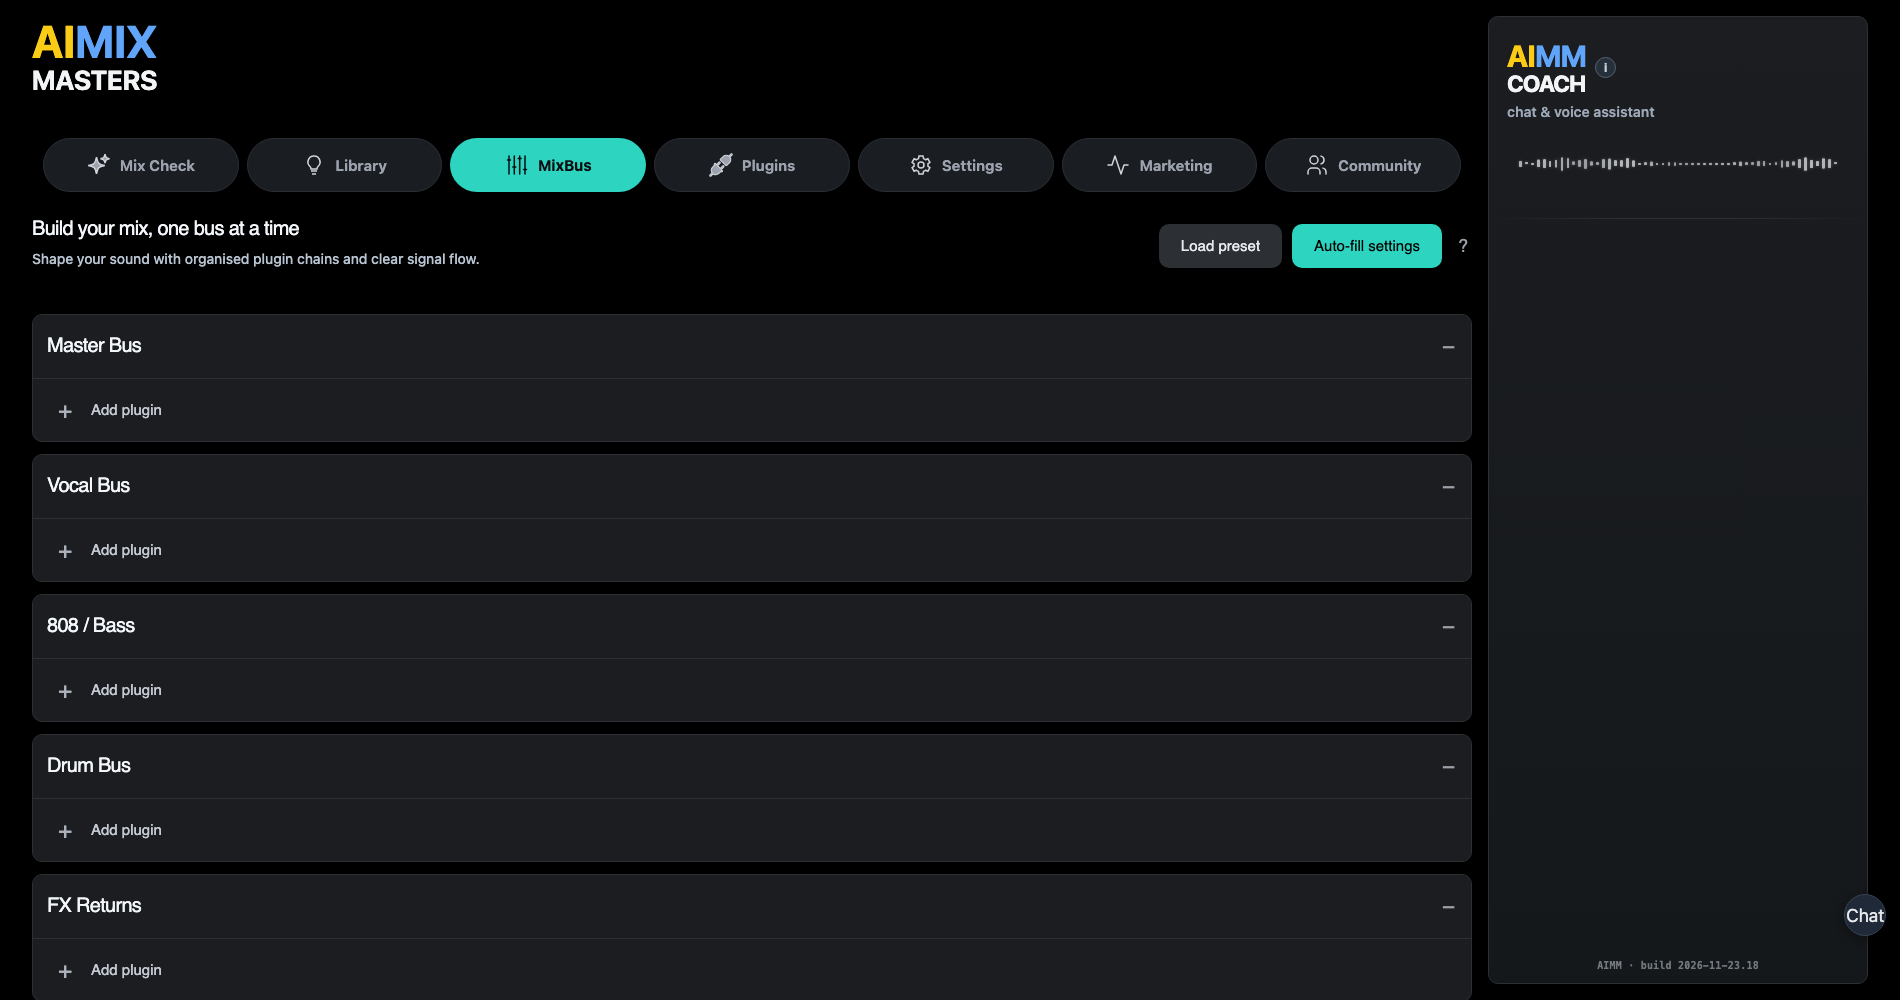 AIMIX
MASTERS
Mix Check
Library
MixBus
Plugins
Settings
Marketing
Community
Build your mix, one bus at a time
Shape your sound with organised plugin chains and clear signal flow.
Load preset
Auto-fill settings
?
Master Bus
Add plugin
Vocal Bus
Add plugin
808 / Bass
Add plugin
Drum Bus
Add plugin
FX Returns
Add plugin
AIMM
COACH
i
chat & voice assistant
Chat
AIMM · build 2026-11-23.18